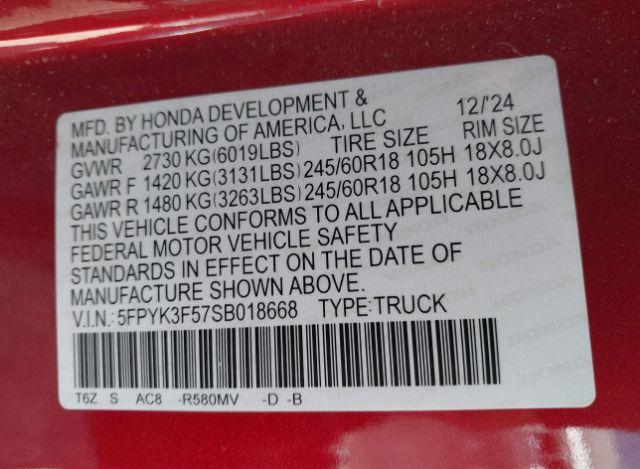 MFD. BY HONDA DEVELOPMENT &
MANUFACTURING OF AMERICA, LLC 12/'24
GVWR 2730 KG(6019LBS) TIRE SIZE RIM SIZE
GAWR F 1420 KG(3131LBS) 245/60R18 105H 18X8.0J
GAWR R 1480 KG(3263LBS) 245/60R18 105H 18X8.0J
THIS VEHICLE CONFORMS TO ALL APPLICABLE
FEDERAL MOTOR VEHICLE SAFETY
STANDARDS IN EFFECT ON THE DATE OF
MANUFACTURE SHOWN ABOVE.
V.I.N.: 5FPYK3F57SB018668 TYPE:TRUCK
T6Z S AC8 -R580MV -D -B